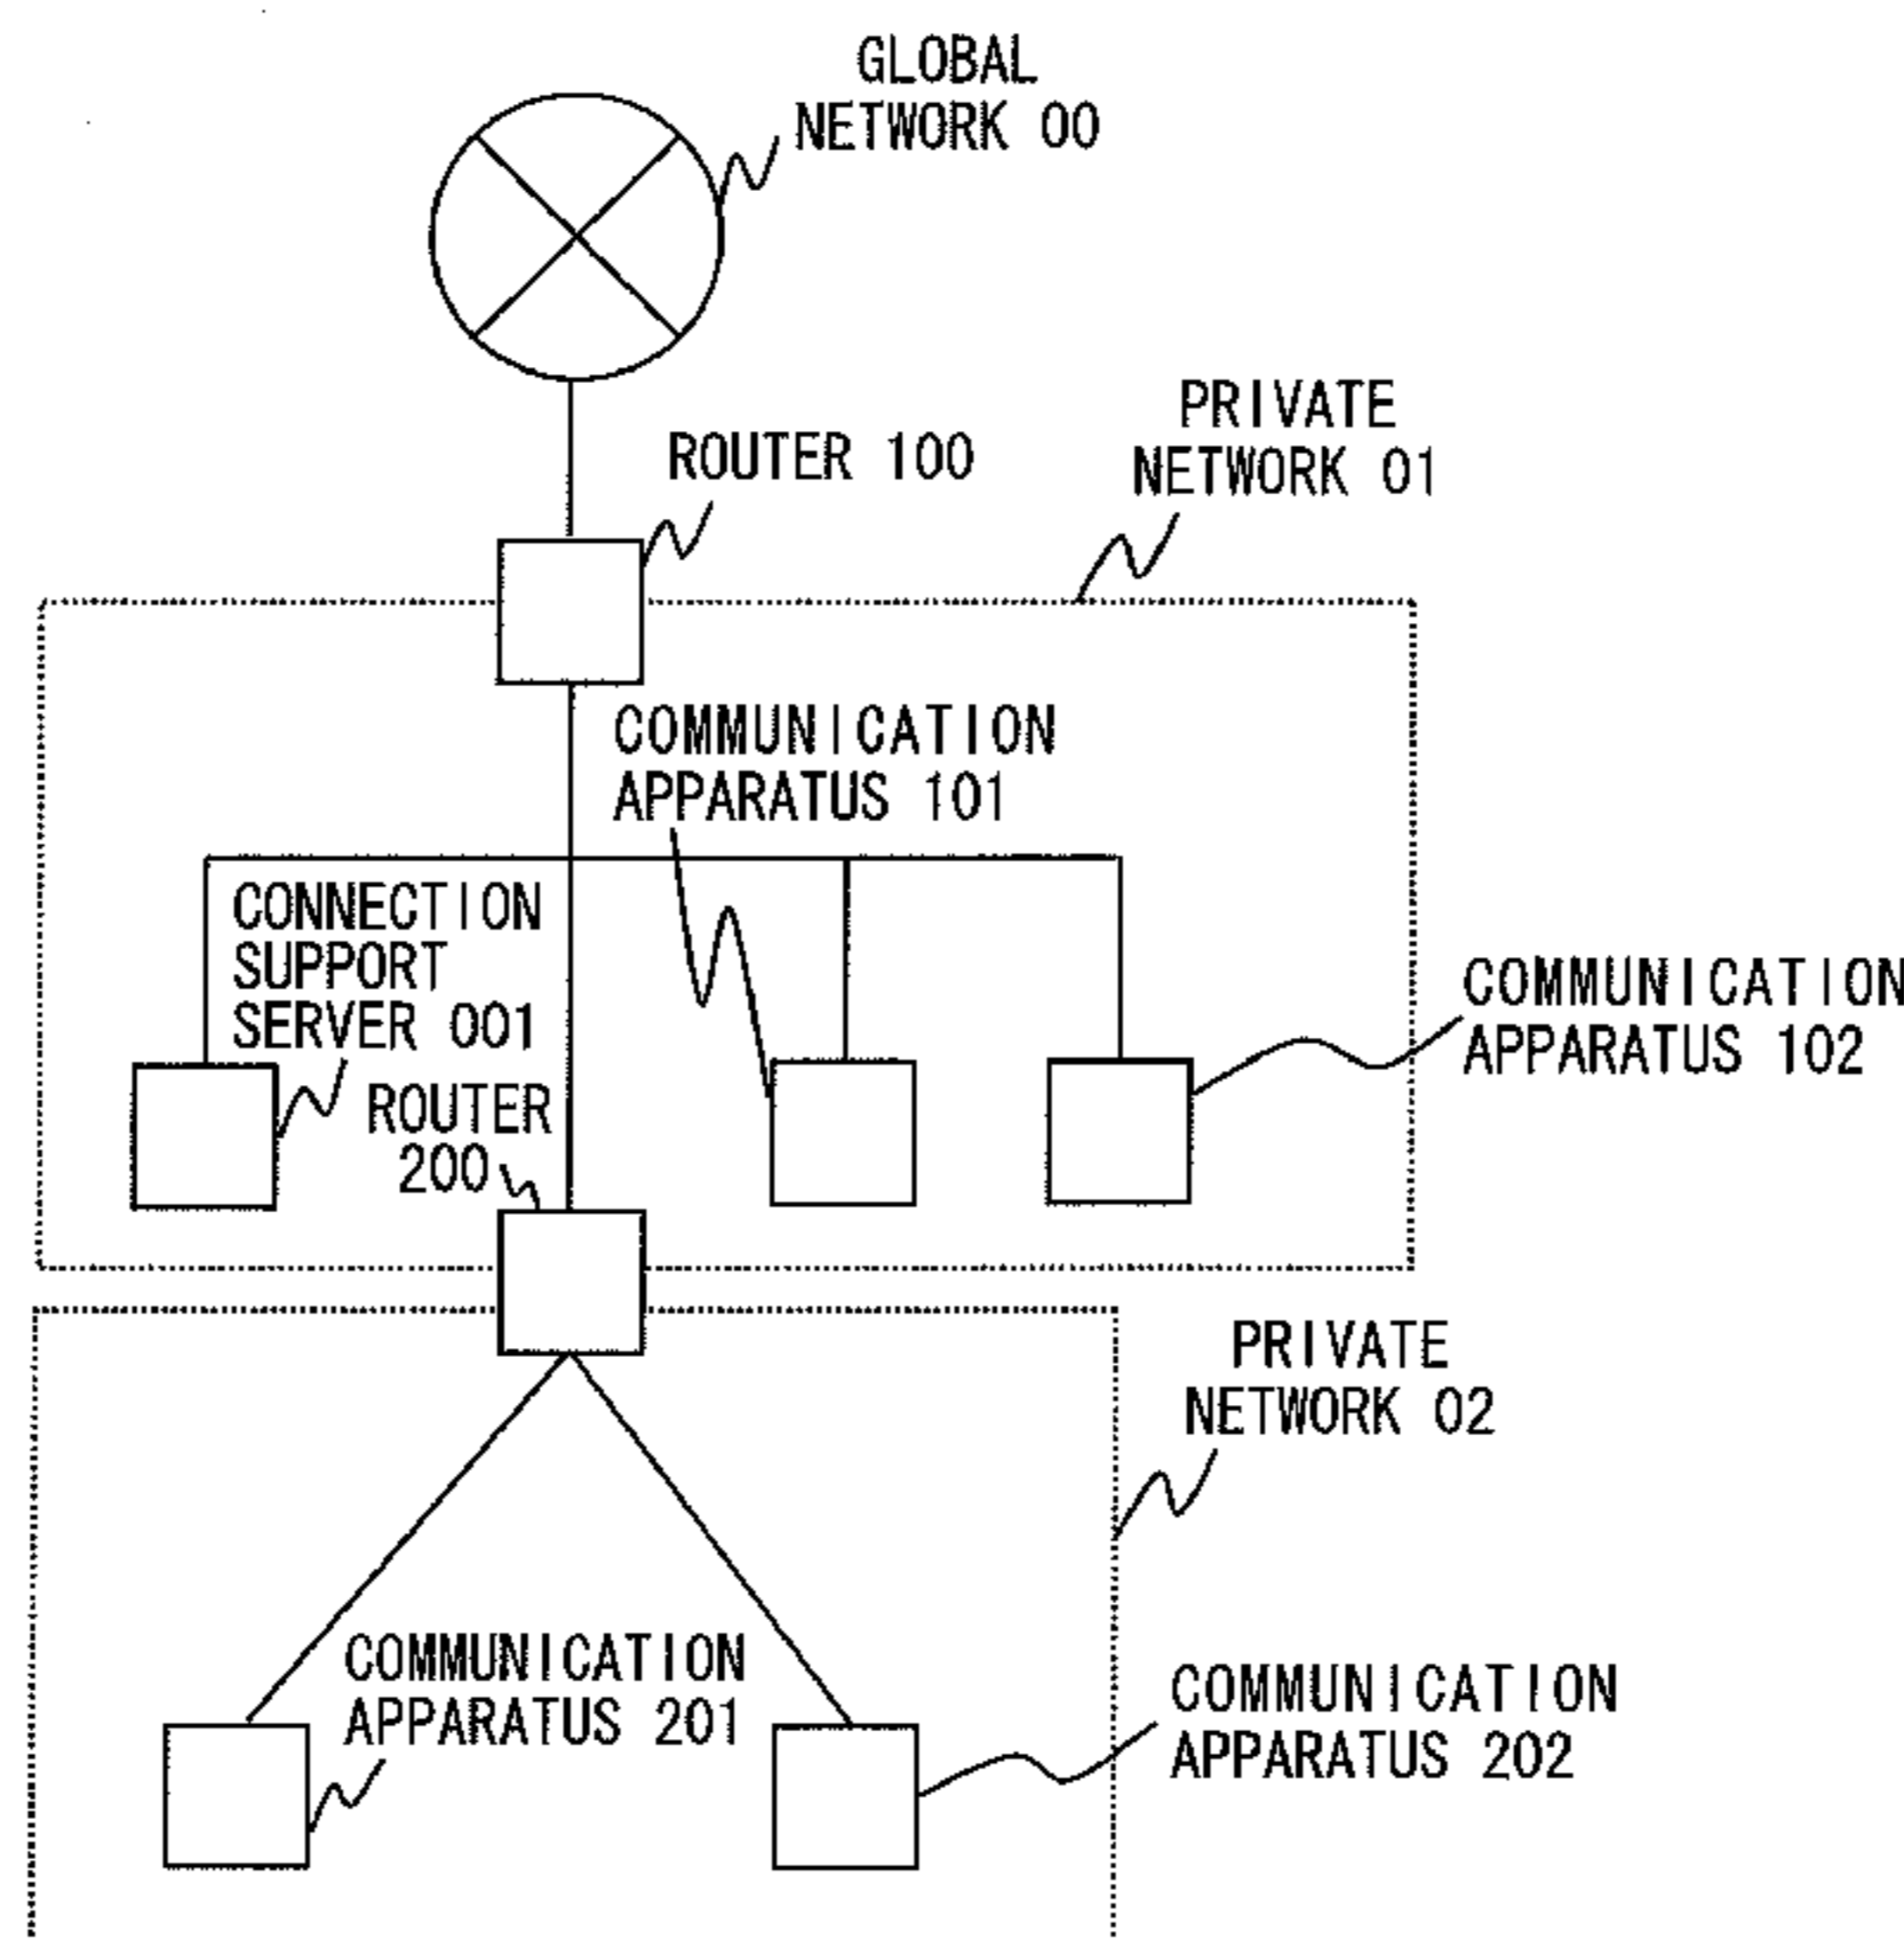 GLOBAL
NETWORK 00
PRIVATE
NETWORK 01
ROUTER 100
COMMUNICATION
APPARATUS 101
CONNECTION
SUPPORT
SERVER 001
COMMUNICATION
APPARATUS 102
ROUTER
200
PRIVATE
NETWORK 02
COMMUNICATION
APPARATUS 201
COMMUNICATION
APPARATUS 202